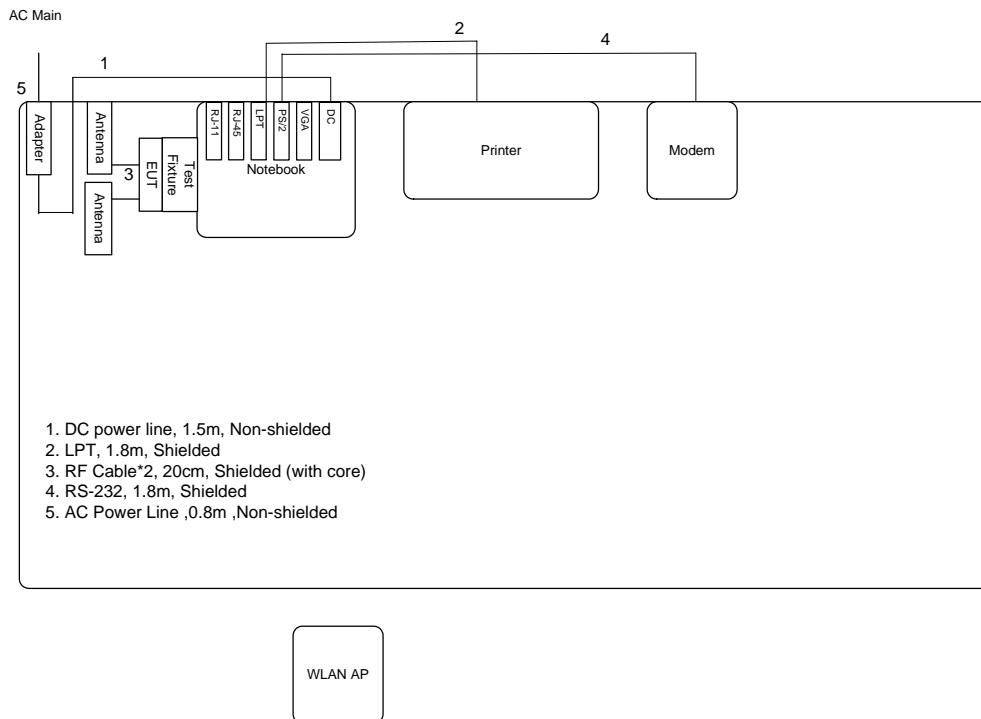 AC Main
2
4
1
5
Adapter
Antenna
Antenna
3
EUT
Test
Fixture
RJ-11
RJ-45
LPT
PS/2
VGA
DC
Notebook
Printer
Modem
1. DC power line, 1.5m, Non-shielded
2. LPT, 1.8m, Shielded
3. RF Cable*2, 20cm, Shielded (with core)
4. RS-232, 1.8m, Shielded
5. AC Power Line ,0.8m ,Non-shielded
WLAN AP